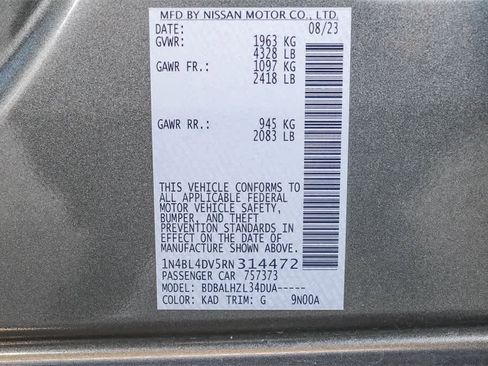 MFD BY NISSAN MOTOR CO., LTD.
DATE: 08/23
GVWR: 1963 KG
4328 LB
GAWR FR.: 1097 KG
2418 LB
GAWR RR.: 945 KG
2083 LB
THIS VEHICLE CONFORMS TO
ALL APPLICABLE FEDERAL
MOTOR VEHICLE SAFETY,
BUMPER, AND THEFT
PREVENTION STANDARDS IN
EFFECT ON THE DATE OF
MANUFACTURE SHOWN ABOVE.
1N4BL4DV5RN314472
PASSENGER CAR 757373
MODEL: BDBALHZL34DUA-----
COLOR: KAD TRIM: G 9N00A